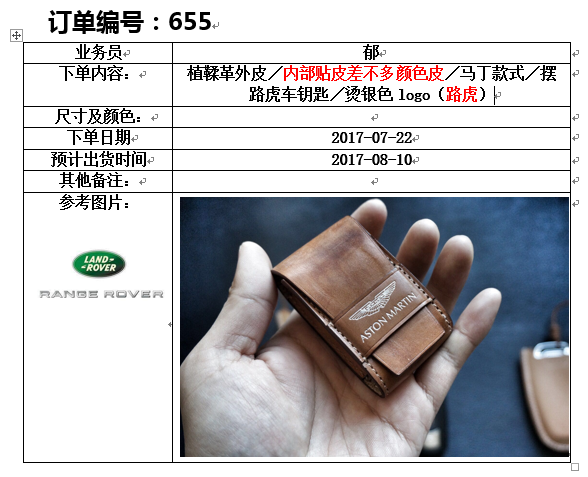 订单编号：655
业务员 郁
下单内容： 植鞣革外皮／内部贴皮差不多颜色皮／马丁款式／摆
路虎车钥匙／烫银色 logo（路虎）
尺寸及颜色：
下单日期 2017-07-22
预计出货时间 2017-08-10
其他备注：
参考图片：
LAND-
-ROVER
RANGE ROVER
ASTON MARTIN